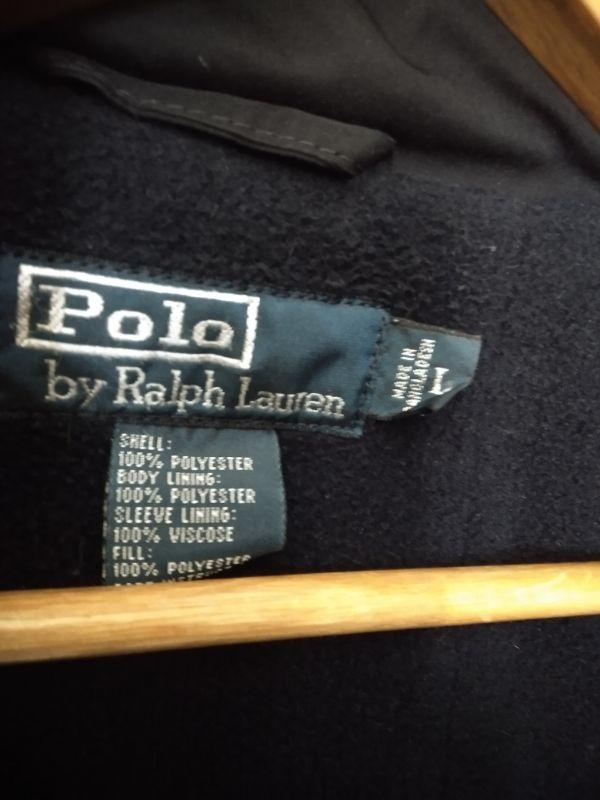 Polo
by Ralph Lauren
MADE IN
BANGLADESH
L
SHELL:
100% POLYESTER
BODY LINING:
100% POLYESTER
SLEEVE LINING:
100% VISCOSE
FILL:
100% POLYESTER